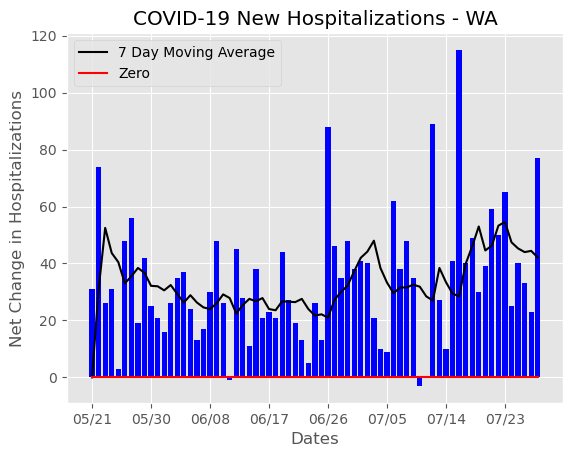 COVID-19 New Hospitalizations - WA
7 Day Moving Average
Zero
Net Change in Hospitalizations
120
100
80
60
40
20
0
05/21 05/30 06/08 06/17 06/26 07/05 07/14 07/23
Dates